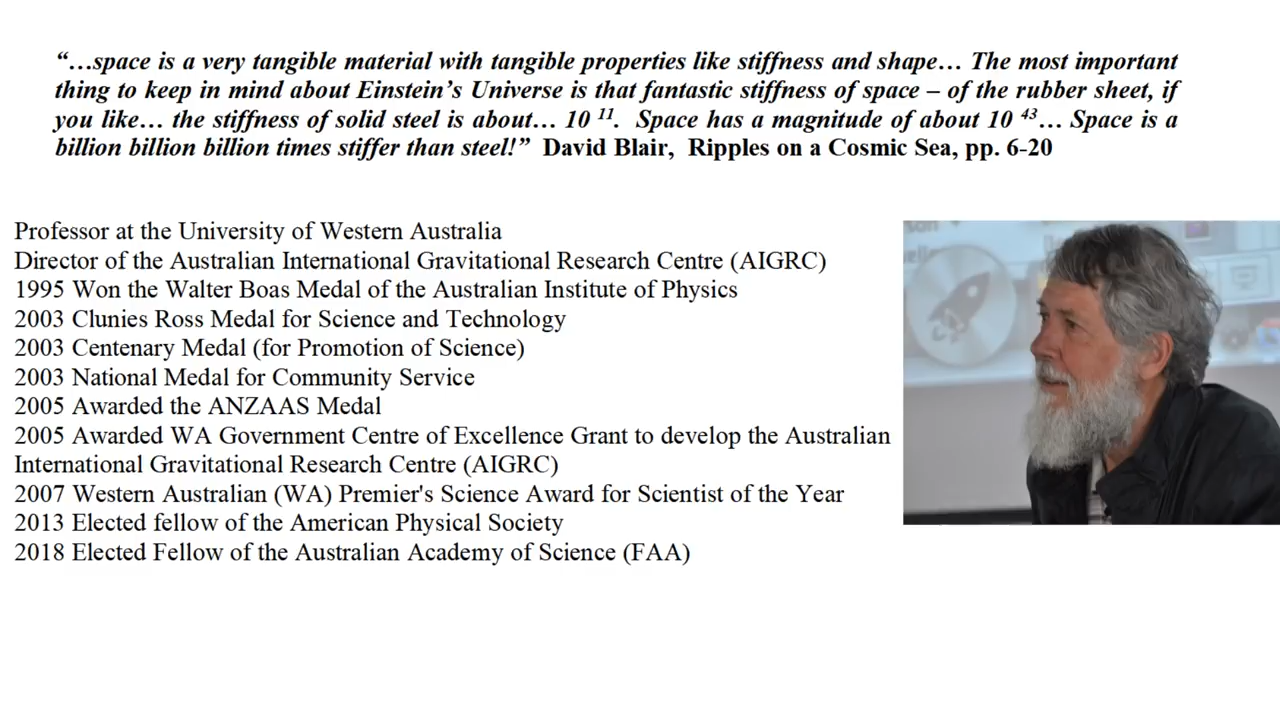 “…space is a very tangible material with tangible properties like stiffness and shape… The most important
thing to keep in mind about Einstein’s Universe is that fantastic stiffness of space – of the rubber sheet, if
you like… the stiffness of solid steel is about… 10 11. Space has a magnitude of about 10 43… Space is a
billion billion billion times stiffer than steel!” David Blair, Ripples on a Cosmic Sea, pp. 6-20
Professor at the University of Western Australia
Director of the Australian International Gravitational Research Centre (AIGRC)
1995 Won the Walter Boas Medal of the Australian Institute of Physics
2003 Clunies Ross Medal for Science and Technology
2003 Centenary Medal (for Promotion of Science)
2003 National Medal for Community Service
2005 Awarded the ANZAAS Medal
2005 Awarded WA Government Centre of Excellence Grant to develop the Australian
International Gravitational Research Centre (AIGRC)
2007 Western Australian (WA) Premier's Science Award for Scientist of the Year
2013 Elected fellow of the American Physical Society
2018 Elected Fellow of the Australian Academy of Science (FAA)